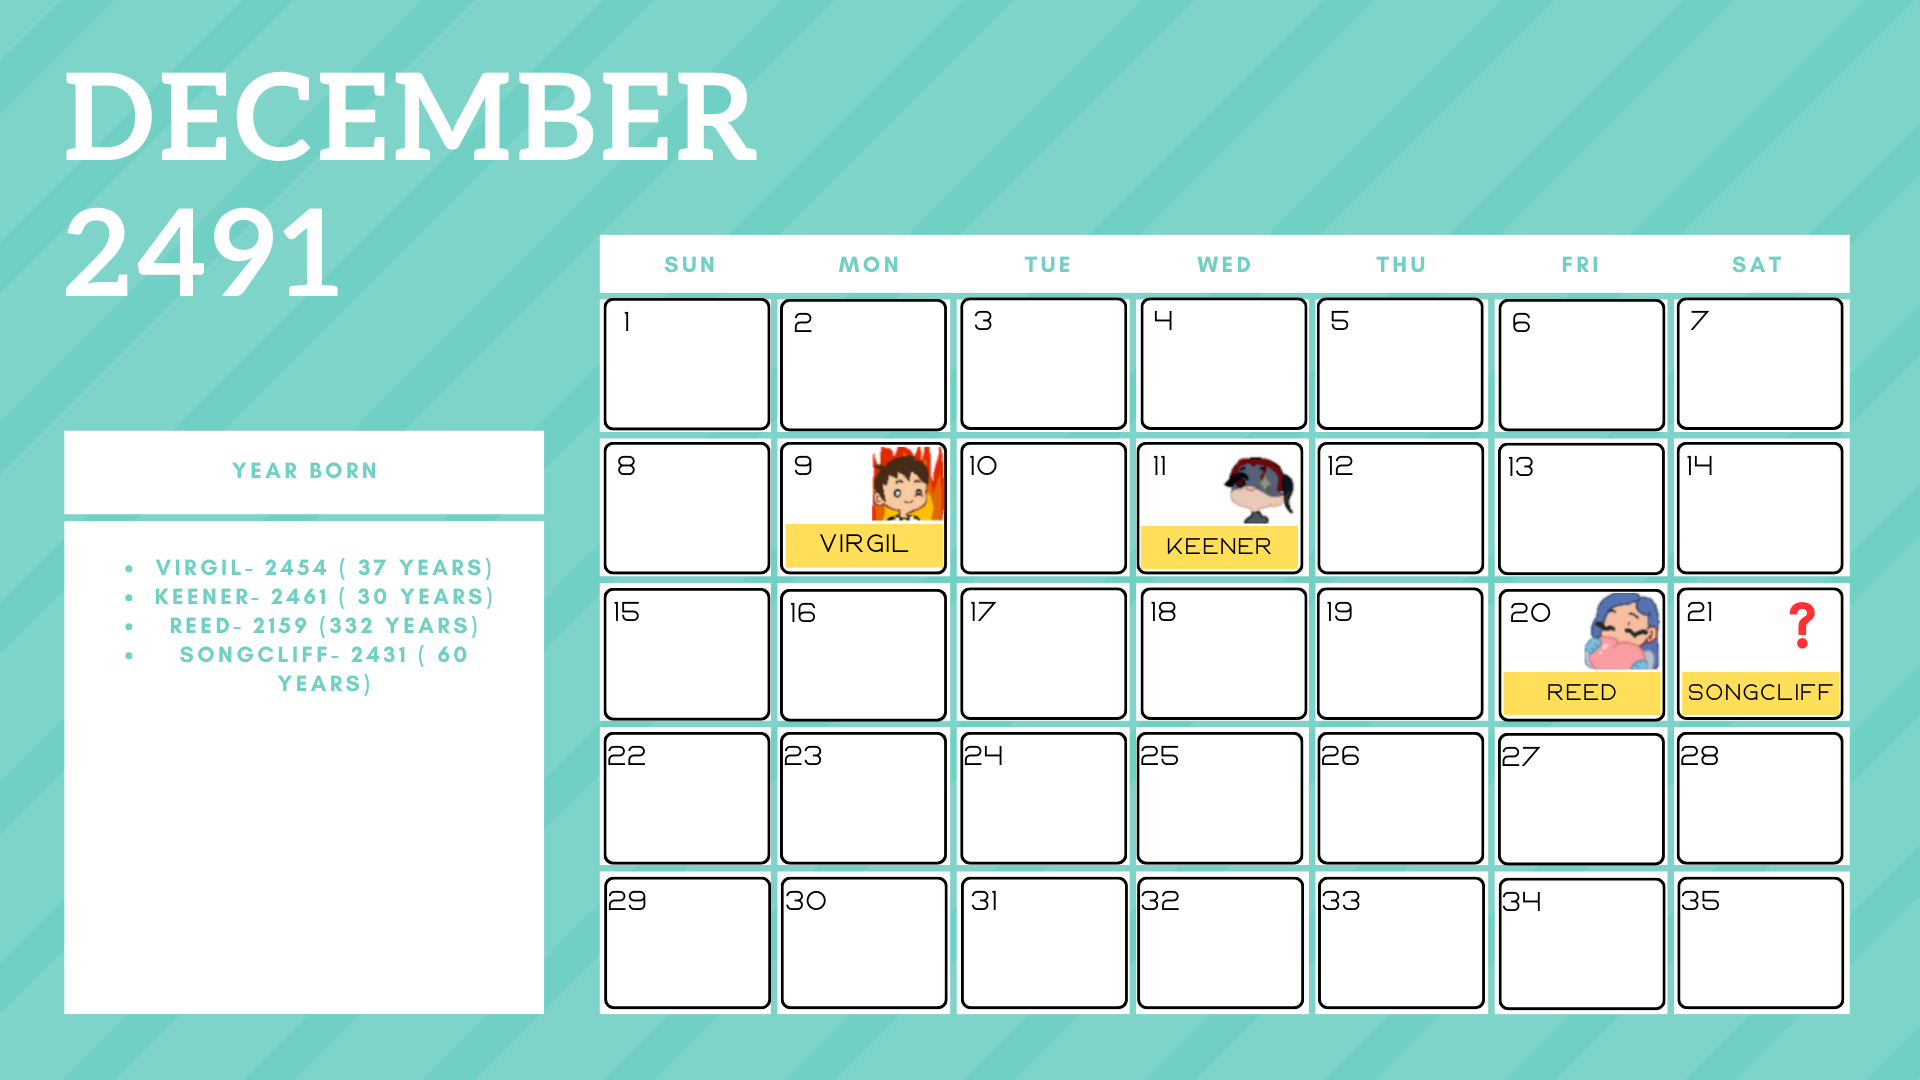 DECEMBER
2491
SUN MON TUE WED THU FRI SAT
1 2 3 4 5 6 7
YEAR BORN
8 9 10 11 12 13 14
VIRGIL KEENER
• VIRGIL- 2454 ( 37 YEARS)
• KEENER- 2461 ( 30 YEARS)
• REED- 2159 (332 YEARS)
• SONGCLIFF- 2431 ( 60
YEARS)
15 16 17 18 19 20 21 ?
REED SONGCLIFF
22 23 24 25 26 27 28
29 30 31 32 33 34 35